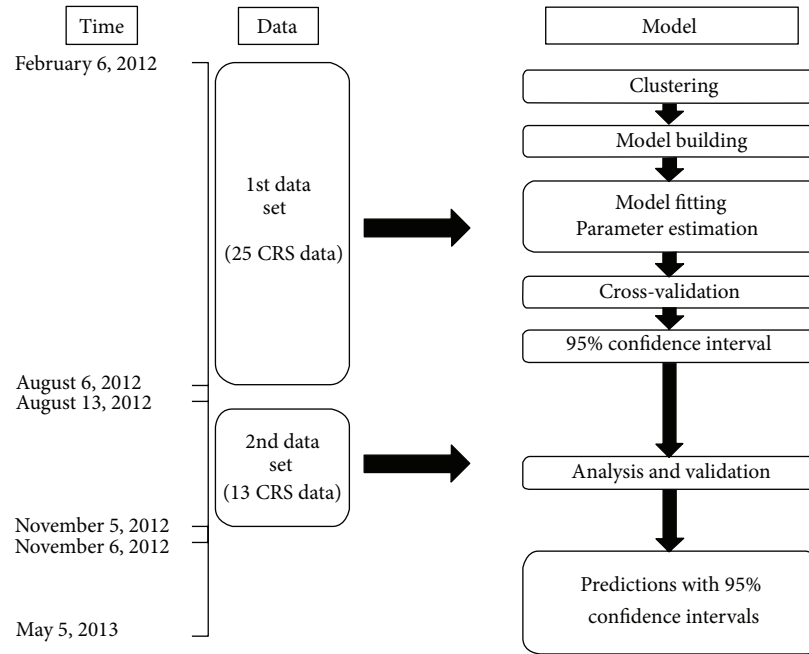 Time
Data
Model
February 6, 2012
August 6, 2012
August 13, 2012
November 5, 2012
November 6, 2012
May 5, 2013
1st data
set
(25 CRS data)
2nd data
set
(13 CRS data)
Clustering
Model building
Model fitting
Parameter estimation
Cross-validation
95% confidence interval
Analysis and validation
Predictions with 95%
confidence intervals